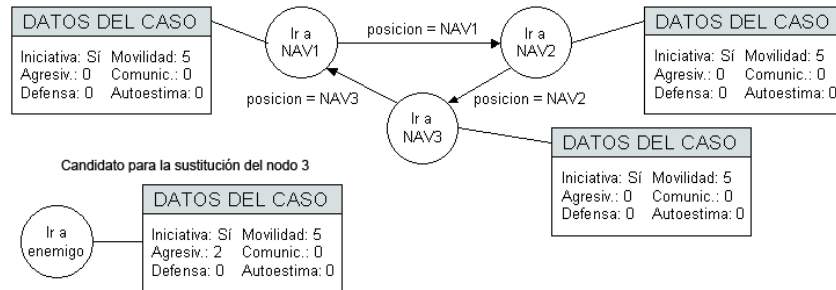 DATOS DEL CASO
Iniciativa: Sí Movilidad: 5
Agresiv.: 0 Comunic.: 0
Defensa: 0 Autoestima: 0
Ir a
NAV1
posicion = NAV1
Ir a
NAV2
DATOS DEL CASO
Iniciativa: Sí Movilidad: 5
Agresiv.: 0 Comunic.: 0
Defensa: 0 Autoestima: 0
posicion = NAV3
posicion = NAV2
Ir a
NAV3
DATOS DEL CASO
Iniciativa: Sí Movilidad: 5
Agresiv.: 0 Comunic.: 0
Defensa: 0 Autoestima: 0
Candidato para la sustitución del nodo 3
Ir a
enemigo
DATOS DEL CASO
Iniciativa: Sí Movilidad: 5
Agresiv.: 2 Comunic.: 0
Defensa: 0 Autoestima: 0